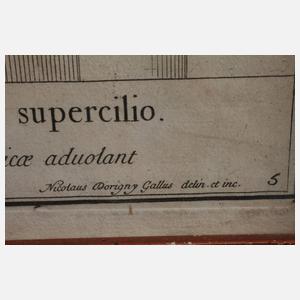 supercilio.
icæ aduolant
Nicolaus Dorigny Gallus delin. et inc. 5